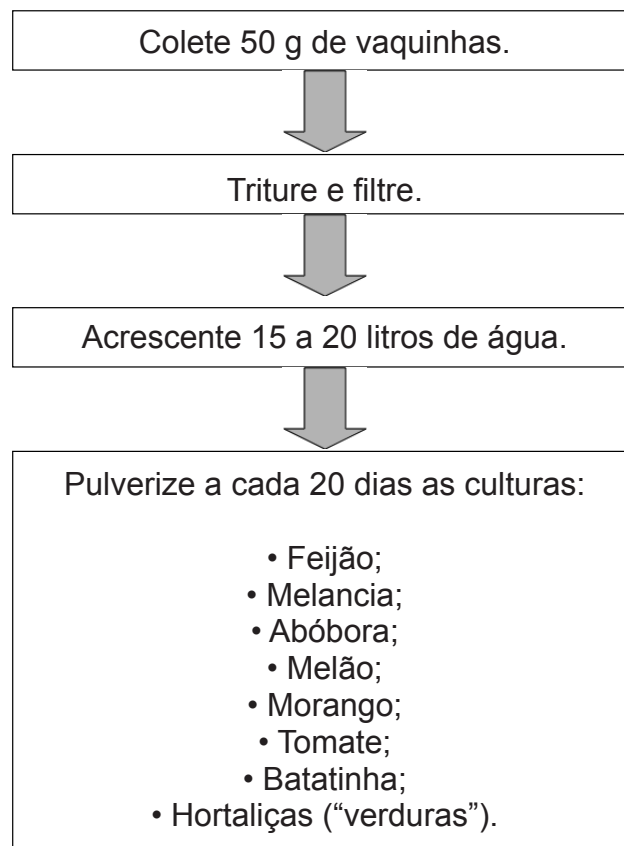 Colete 50 g de vaquinhas.
Triture e filtre.
Acrescente 15 a 20 litros de água.
Pulverize a cada 20 dias as culturas:
• Feijão;
• Melancia;
• Abóbora;
• Melão;
• Morango;
• Tomate;
• Batatinha;
• Hortaliças (“verduras”).